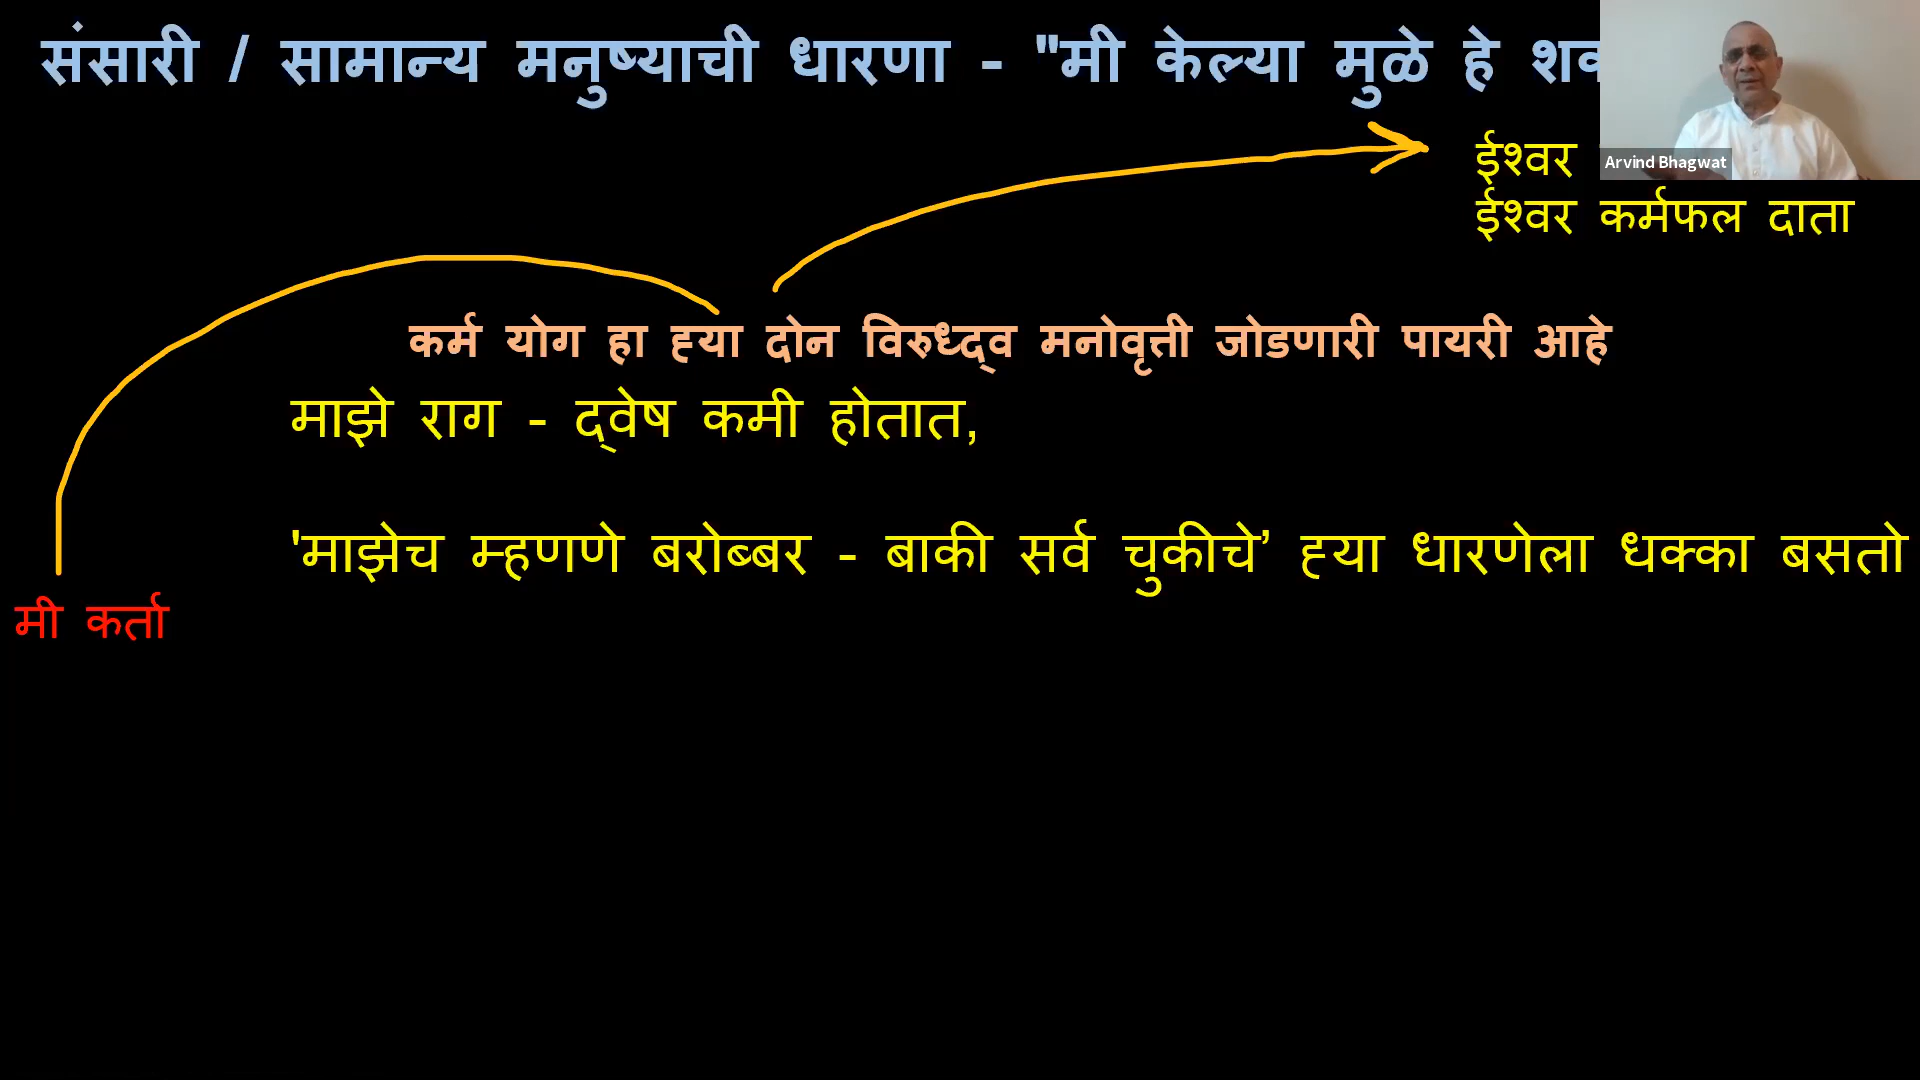 संसारी / सामान्य मनुष्याची धारणा - "मी केल्या मुळे हे
ईश्वर
Arvind Bhagwat
ईश्वर कर्मफल दाता
कर्म योग हा ह्या दोन विरुध्द्व मनोवृत्ती जोडणारी पायरी आहे
माझे राग - द्वेष कमी होतात,
'माझेच म्हणणे बरोब्बर - बाकी सर्व चुकीचे’ ह्या धारणेला धक्का बसतो
मी कर्ता